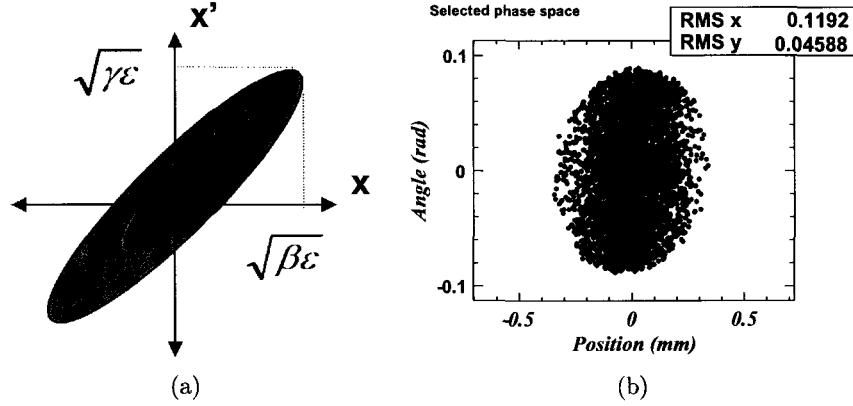 x'
√γε
x
√βε
(a)
Selected phase space
RMS x 0.1192
RMS y 0.04588
0.1
0
-0.1
Angle (rad)
-0.5 0 0.5
Position (mm)
(b)